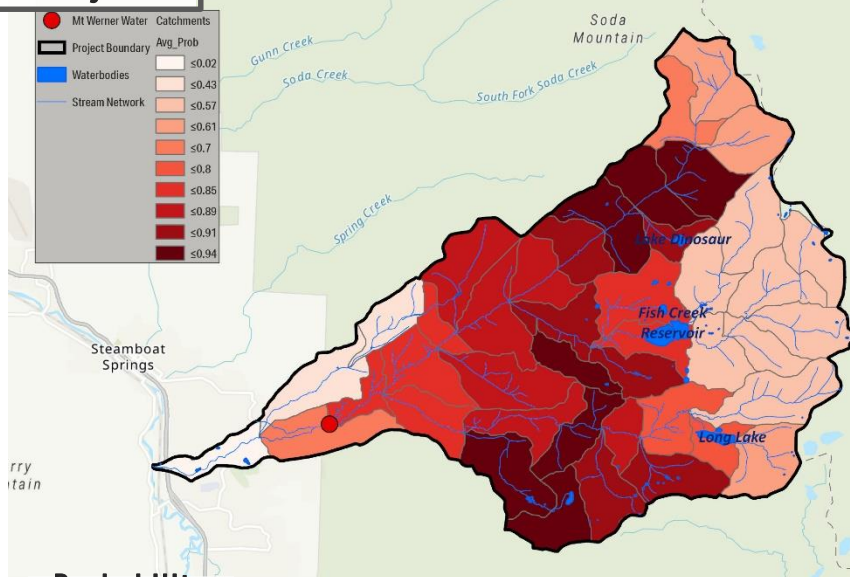 Mt Werner Water
Project Boundary
Waterbodies
Stream Network
Catchments
Avg_Prob
≤0.02
≤0.43
≤0.57
≤0.61
≤0.7
≤0.8
≤0.85
≤0.89
≤0.91
≤0.94
Soda
Mountain
Gunn Creek
Soda Creek
South Fork Soda Creek
Spring Creek
Lake Dinosaur
Fish Creek
Reservoir
Steamboat
Springs
Long Lake